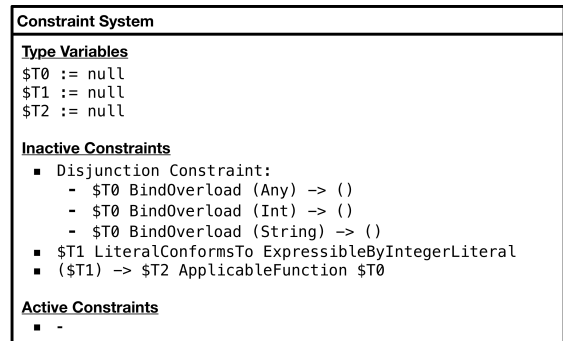 Constraint System
Type Variables
$T0 := null
$T1 := null
$T2 := null
Inactive Constraints
▪ Disjunction Constraint:
- $T0 BindOverload (Any) –> ()
- $T0 BindOverload (Int) –> ()
- $T0 BindOverload (String) –> ()
▪ $T1 LiteralConformsTo ExpressibleByIntegerLiteral
▪ ($T1) –> $T2 ApplicableFunction $T0
Active Constraints
▪ -